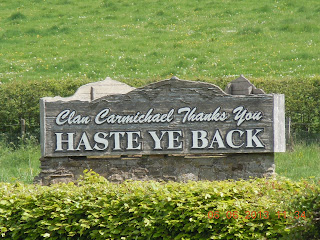 Clan Carmichael Thanks You
HASTE YE BACK